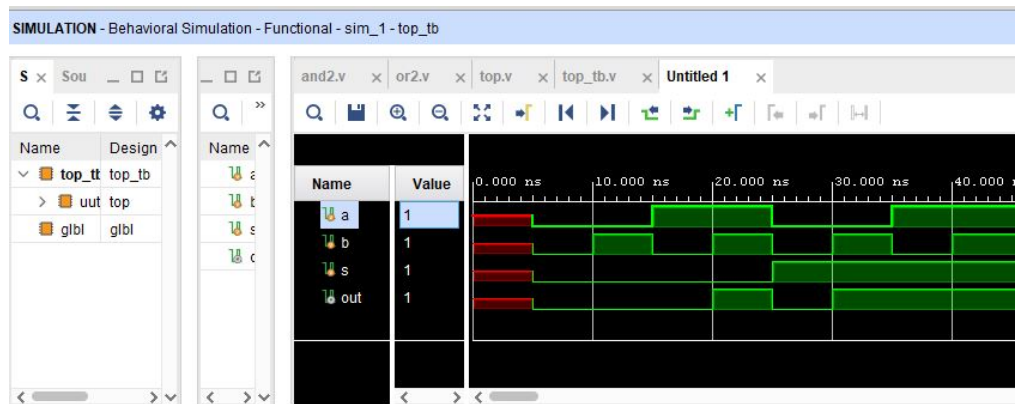 SIMULATION - Behavioral Simulation - Functional - sim_1 - top_tb
S × Sou
and2.v × or2.v × top.v × top_tb.v × Untitled 1 ×
»
Name Design
top_tb top_tb
uut top
glbl glbl
Name
Name Value
a 1
b 1
s 1
out 1
0.000 ns 10.000 ns 20.000 ns 30.000 ns 40.000